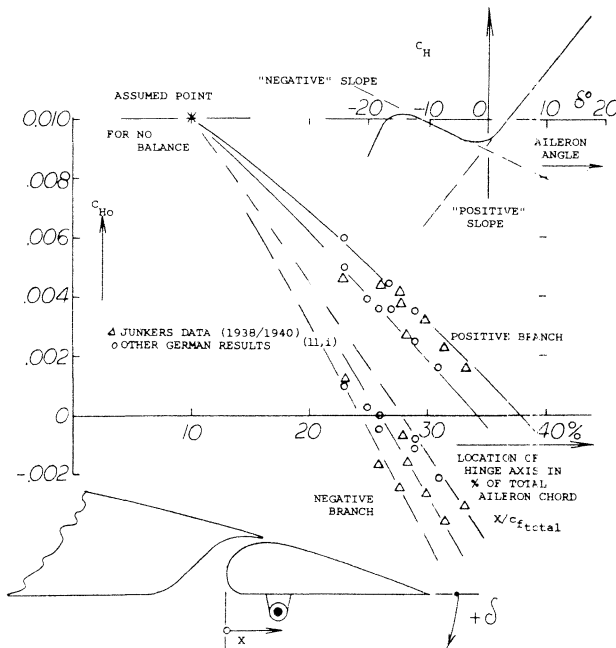 C_H
"NEGATIVE" SLOPE
-20 -10 0 10 20
δ°
AILERON
ANGLE
"POSITIVE"
SLOPE
ASSUMED POINT
FOR NO
BALANCE
0.010
.008
.006
.004
.002
0
-.002
C_Ho
△ JUNKERS DATA (1938/1940)
○ OTHER GERMAN RESULTS (11,i)
POSITIVE BRANCH
10 20 30 40%
LOCATION OF
HINGE AXIS IN
% OF TOTAL
AILERON CHORD
X/c_f total
NEGATIVE
BRANCH
+δ
X